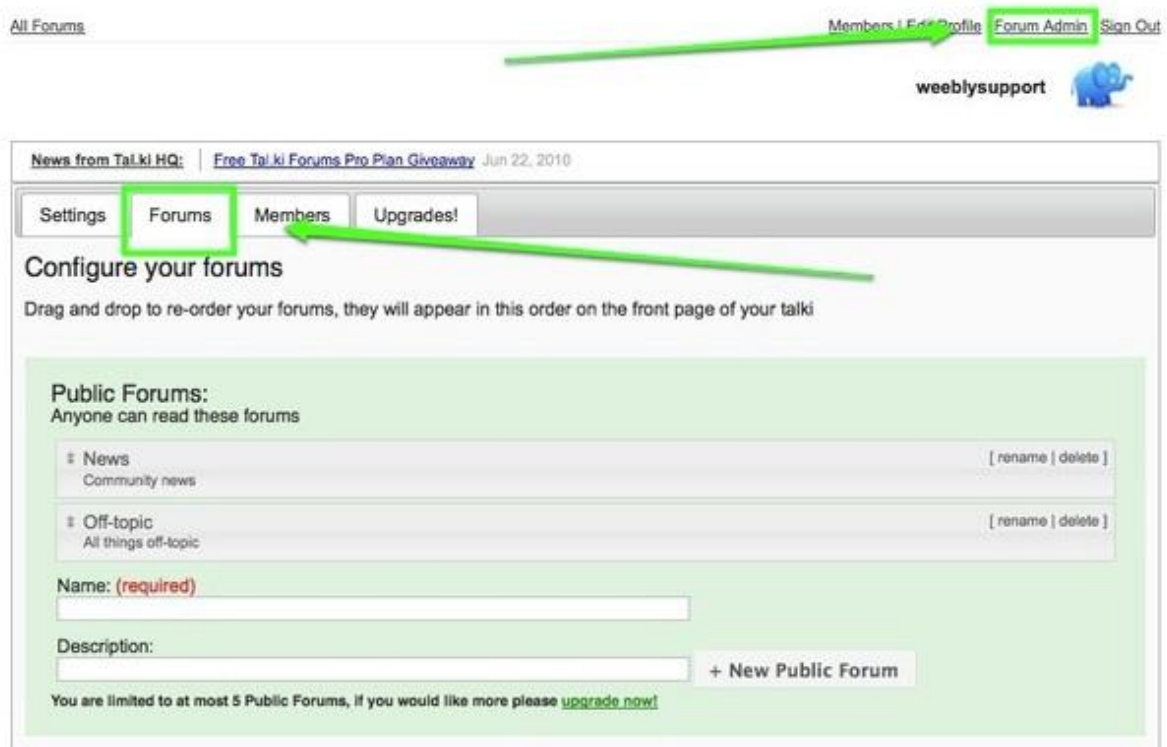 All Forums
Members | Edit Profile Forum Admin Sign Out
weeblysupport
News from Tal.ki HQ: Free Tal.ki Forums Pro Plan Giveaway Jun 22, 2010
Settings Forums Members Upgrades!
Configure your forums
Drag and drop to re-order your forums, they will appear in this order on the front page of your talki
Public Forums:
Anyone can read these forums
News [ rename | delete ]
Community news
Off-topic [ rename | delete ]
All things off-topic
Name: (required)
Description:
+ New Public Forum
You are limited to at most 5 Public Forums, if you would like more please upgrade now!